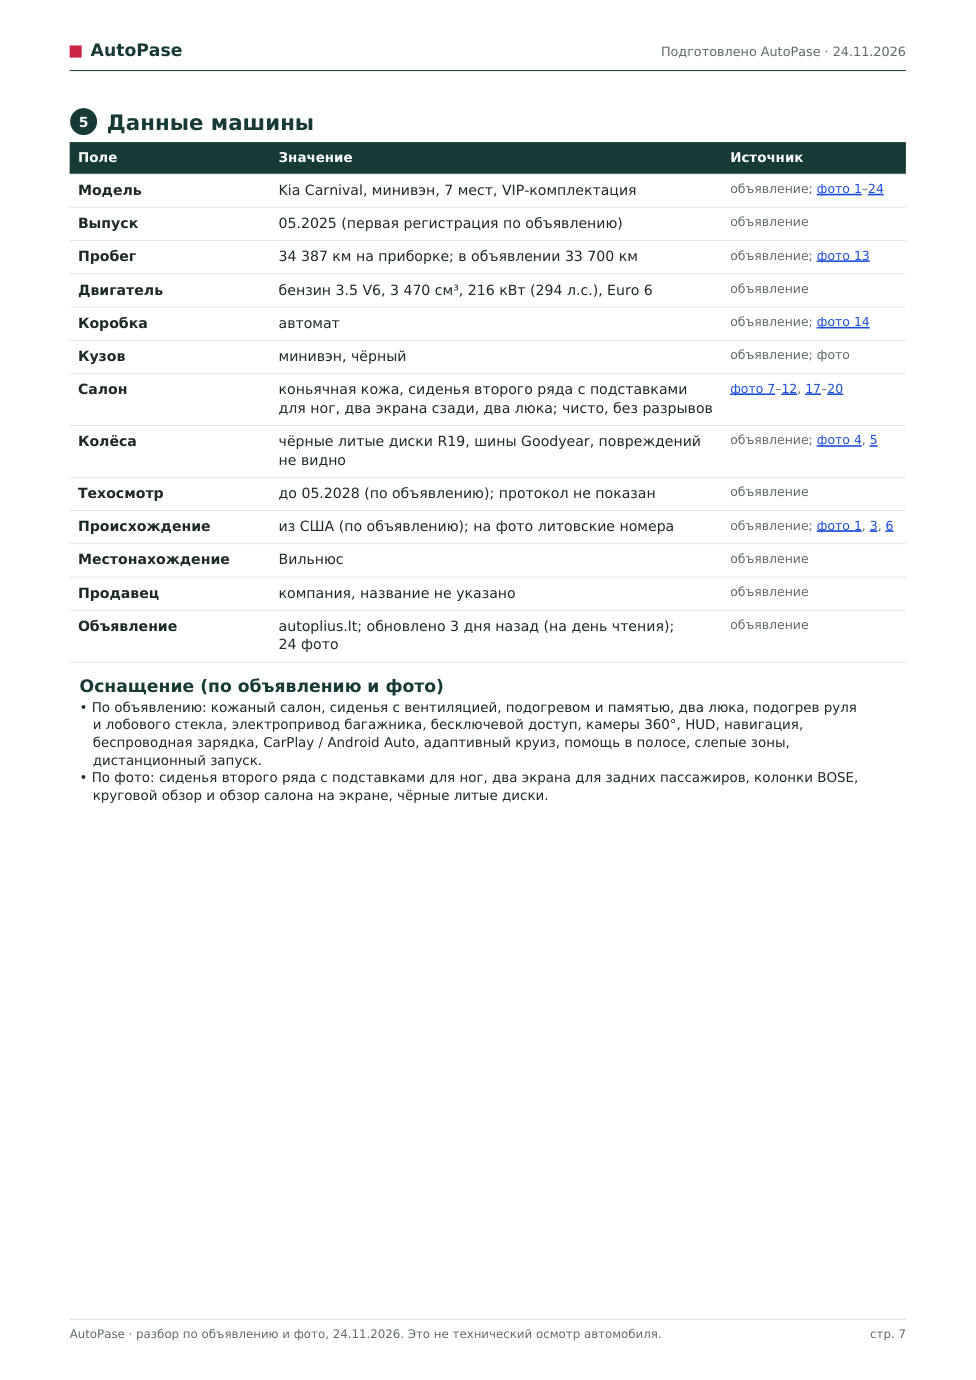 AutoPase
Подготовлено AutoPase · 24.11.2026
5 Данные машины
Поле Значение Источник
Модель Kia Carnival, минивэн, 7 мест, VIP-комплектация объявление; фото 1–24
Выпуск 05.2025 (первая регистрация по объявлению) объявление
Пробег 34 387 км на приборке; в объявлении 33 700 км объявление; фото 13
Двигатель бензин 3.5 V6, 3 470 см³, 216 кВт (294 л.с.), Euro 6 объявление
Коробка автомат объявление; фото 14
Кузов минивэн, чёрный объявление; фото
Салон коньячная кожа, сиденья второго ряда с подставками фото 7–12, 17–20
для ног, два экрана сзади, два люка; чисто, без разрывов
Колёса чёрные литые диски R19, шины Goodyear, повреждений объявление; фото 4, 5
не видно
Техосмотр до 05.2028 (по объявлению); протокол не показан объявление
Происхождение из США (по объявлению); на фото литовские номера объявление; фото 1, 3, 6
Местонахождение Вильнюс объявление
Продавец компания, название не указано объявление
Объявление autoplius.lt; обновлено 3 дня назад (на день чтения); объявление
24 фото
Оснащение (по объявлению и фото)
• По объявлению: кожаный салон, сиденья с вентиляцией, подогревом и памятью, два люка, подогрев руля
и лобового стекла, электропривод багажника, бесключевой доступ, камеры 360°, HUD, навигация,
беспроводная зарядка, CarPlay / Android Auto, адаптивный круиз, помощь в полосе, слепые зоны,
дистанционный запуск.
• По фото: сиденья второго ряда с подставками для ног, два экрана для задних пассажиров, колонки BOSE,
круговой обзор и обзор салона на экране, чёрные литые диски.
AutoPase · разбор по объявлению и фото, 24.11.2026. Это не технический осмотр автомобиля.
стр. 7